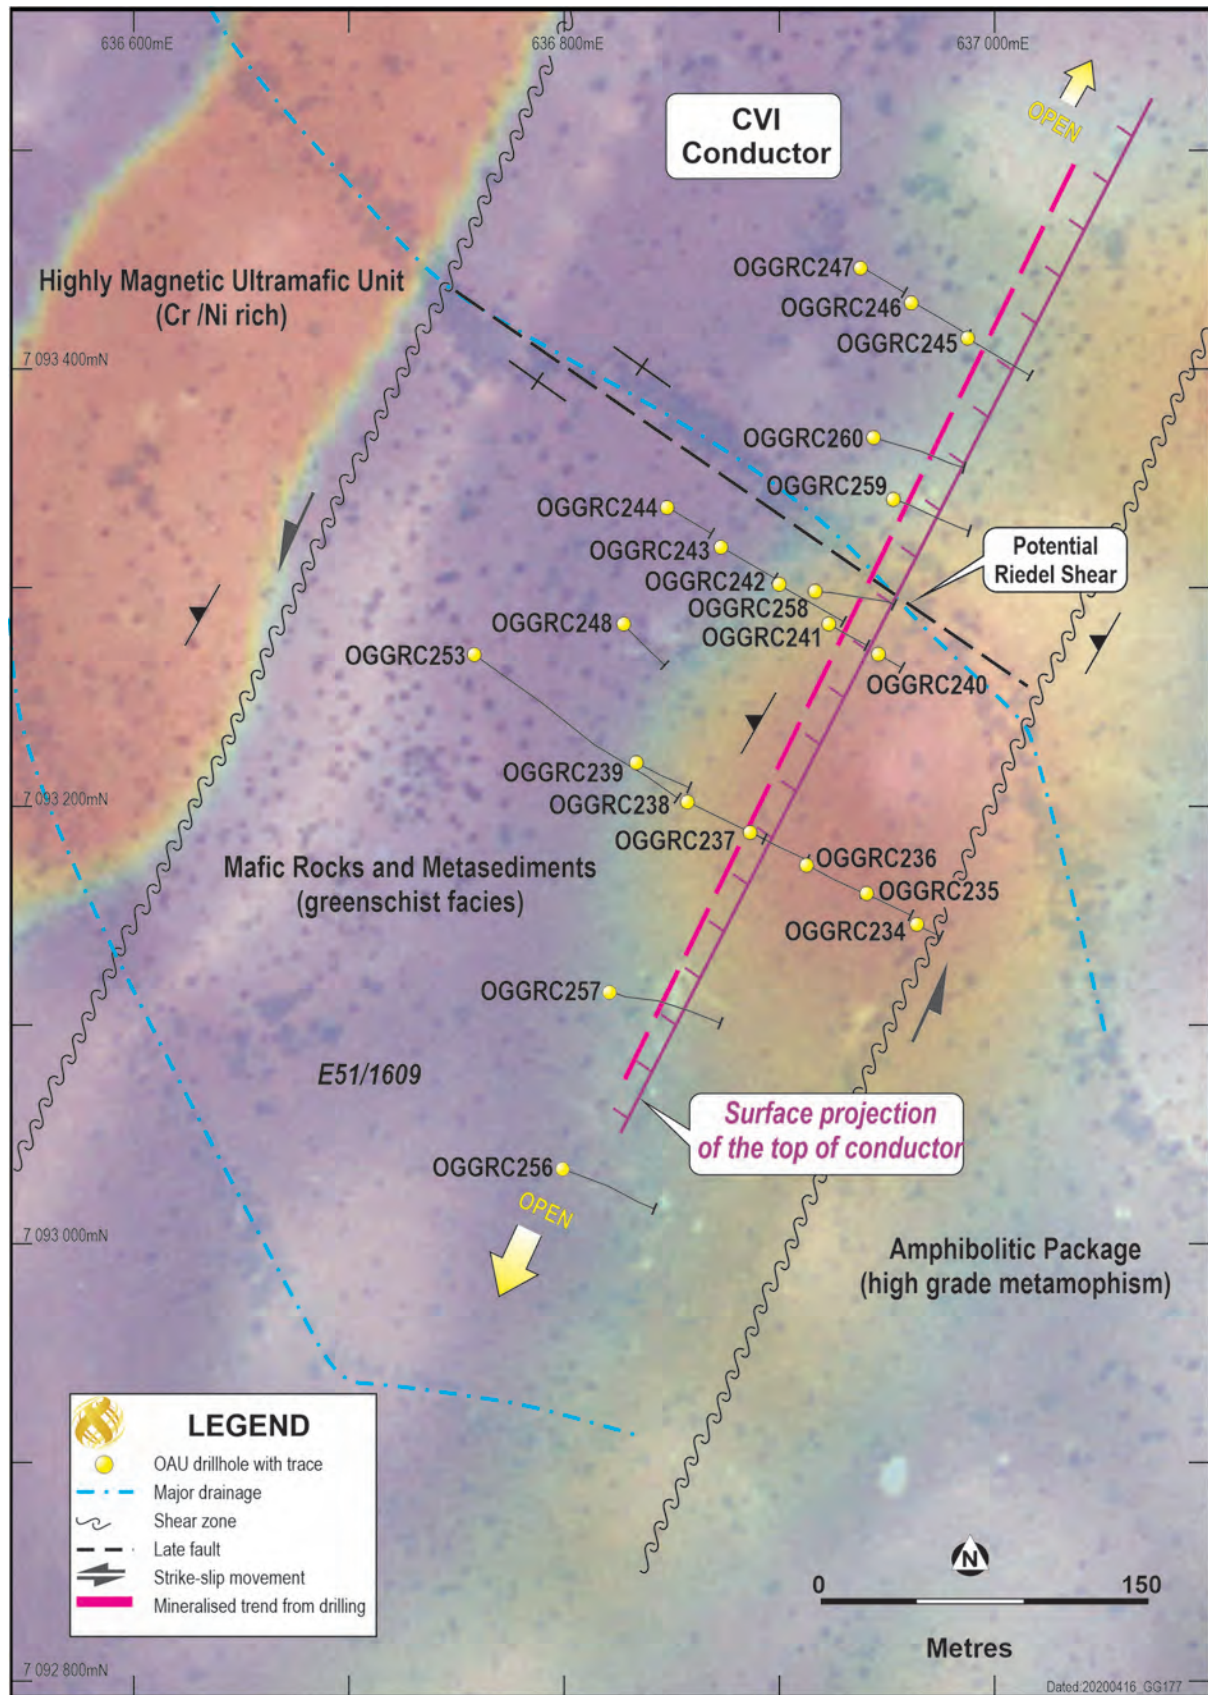 636 600mE
636 800mE
637 000mE
OPEN
CVI
Conductor
OGGRC247
OGGRC246
OGGRC245
Highly Magnetic Ultramafic Unit
(Cr /Ni rich)
7 093 400mN
OGGRC260
OGGRC259
OGGRC244
OGGRC243
OGGRC242
OGGRC258
OGGRC241
OGGRC240
Potential
Riedel Shear
OGGRC248
OGGRC253
OGGRC239
OGGRC238
OGGRC237
OGGRC236
OGGRC235
OGGRC234
7 093 200mN
Mafic Rocks and Metasediments
(greenschist facies)
OGGRC257
E51/1609
Surface projection
of the top of conductor
OGGRC256
OPEN
7 093 000mN
Amphibolitic Package
(high grade metamophism)
LEGEND
OAU drillhole with trace
Major drainage
Shear zone
Late fault
Strike-slip movement
Mineralised trend from drilling
N
0 150
Metres
7 092 800mN
Dated:20200416_GG177